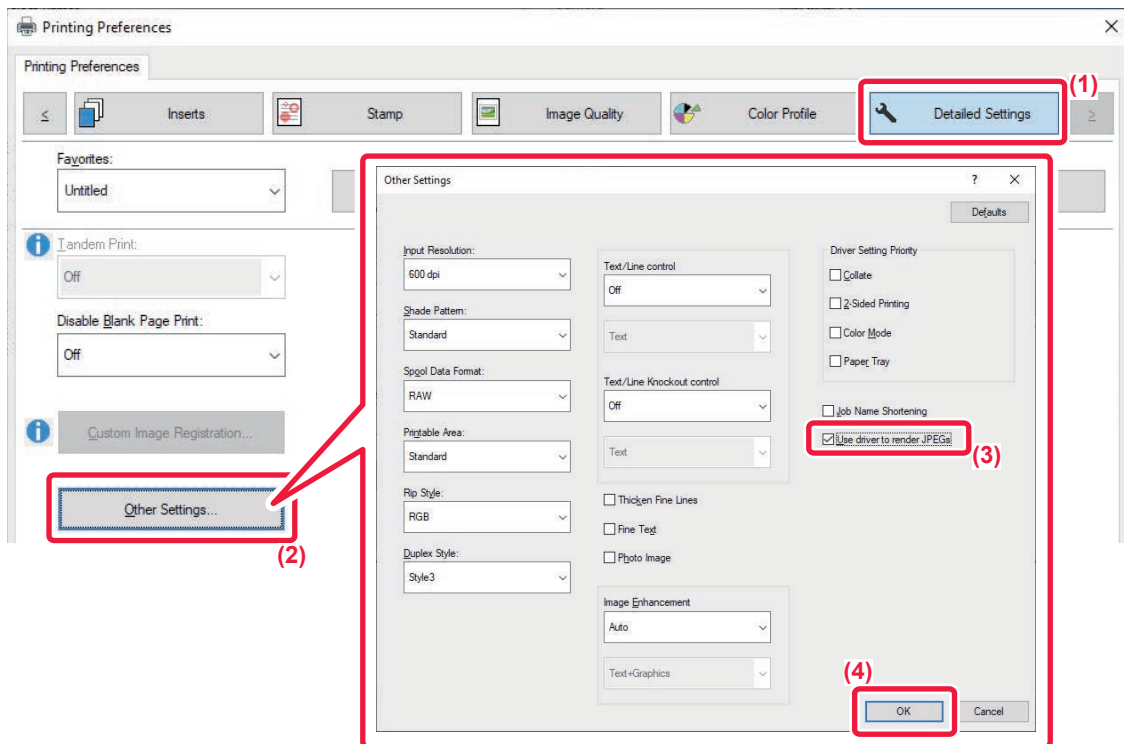 Printing Preferences
Printing Preferences
(1)
≤ Inserts Stamp Image Quality Color Profile Detailed Settings ≥
Favorites:
Untitled
Tandem Print:
Off
Disable Blank Page Print:
Off
Custom Image Registration...
Other Settings...
(2)
Other Settings ?
Defaults
Input Resolution:
600 dpi
Shade Pattern:
Standard
Spool Data Format:
RAW
Printable Area:
Standard
Rip Style:
RGB
Duplex Style:
Style3
Text/Line control
Off
Text
Text/Line Knockout control
Off
Text
Thicken Fine Lines
Fine Text
Photo Image
Image Enhancement
Auto
Text+Graphics
Driver Setting Priority
Collate
2-Sided Printing
Color Mode
Paper Tray
Job Name Shortening
Use driver to render JPEGs
(3)
(4)
OK Cancel